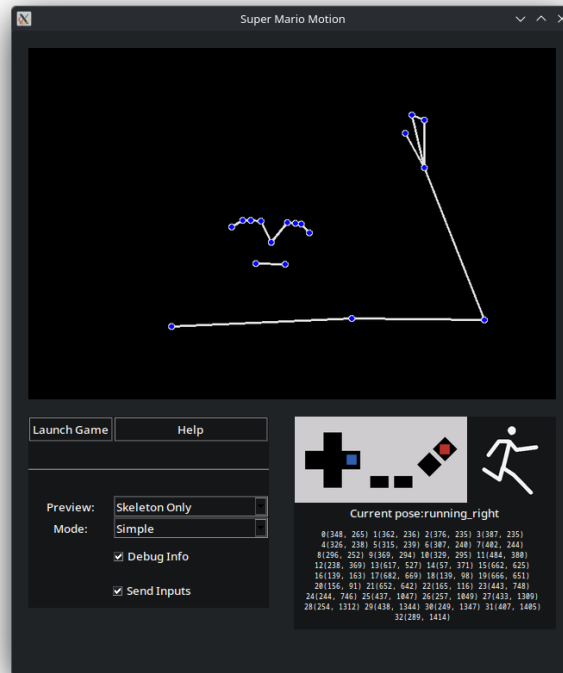 Super Mario Motion
Launch Game
Help
Preview:
Skeleton Only
Mode:
Simple
Debug Info
Send Inputs
Current pose:running_right
0(348, 265) 1(362, 236) 2(376, 235) 3(387, 235)
4(326, 238) 5(315, 239) 6(307, 240) 7(402, 244)
8(296, 252) 9(369, 294) 10(329, 295) 11(484, 380)
12(238, 369) 13(617, 527) 14(57, 371) 15(662, 625)
16(139, 163) 17(682, 669) 18(139, 98) 19(666, 651)
20(156, 91) 21(652, 642) 22(165, 116) 23(443, 748)
24(244, 746) 25(437, 1047) 26(257, 1049) 27(433, 1309)
28(254, 1312) 29(438, 1344) 30(249, 1347) 31(407, 1405)
32(289, 1414)